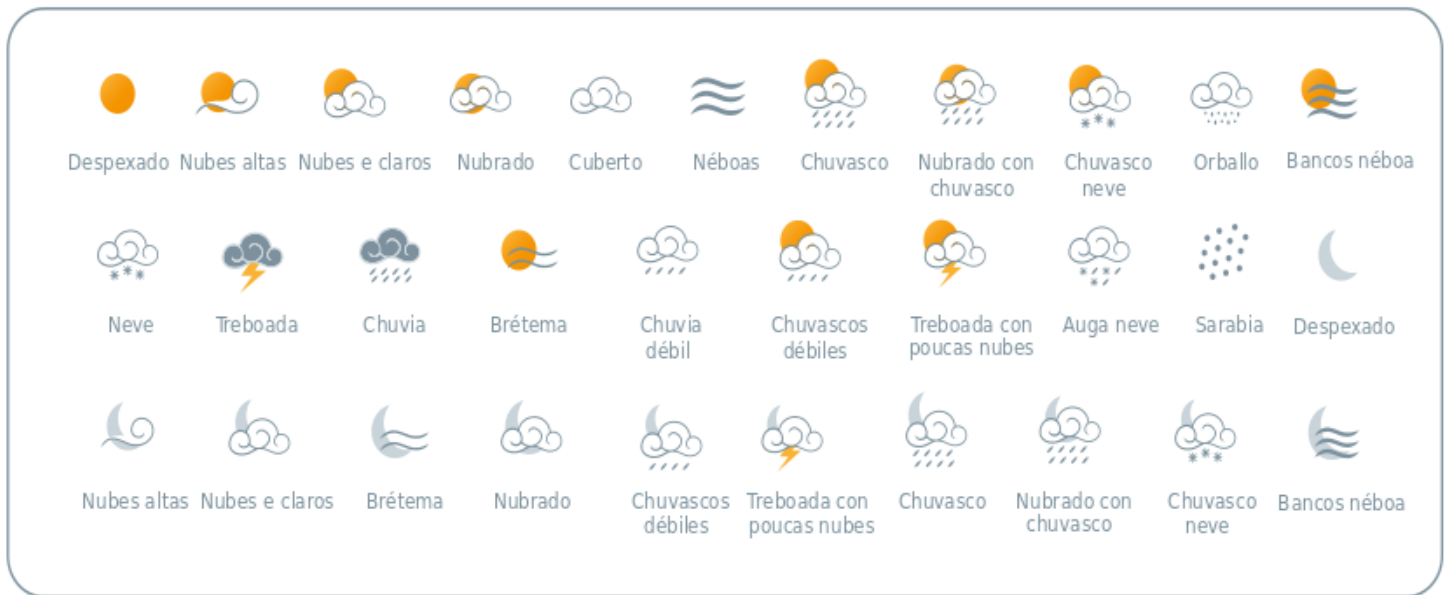 Despexado Nubes altas Nubes e claros Nubrado Cuberto Néboas Chuvasco Nubrado con Chuvasco Orballo Bancos néboa
chuvasco neve
Neve Treboada Chuvia Brétema Chuvia Chuvascos Treboada con Auga neve Sarabia Despexado
débil débiles poucas nubes
Nubes altas Nubes e claros Brétema Nubrado Chuvascos Treboada con Chuvasco Nubrado con Chuvasco Bancos néboa
débiles poucas nubes chuvasco neve